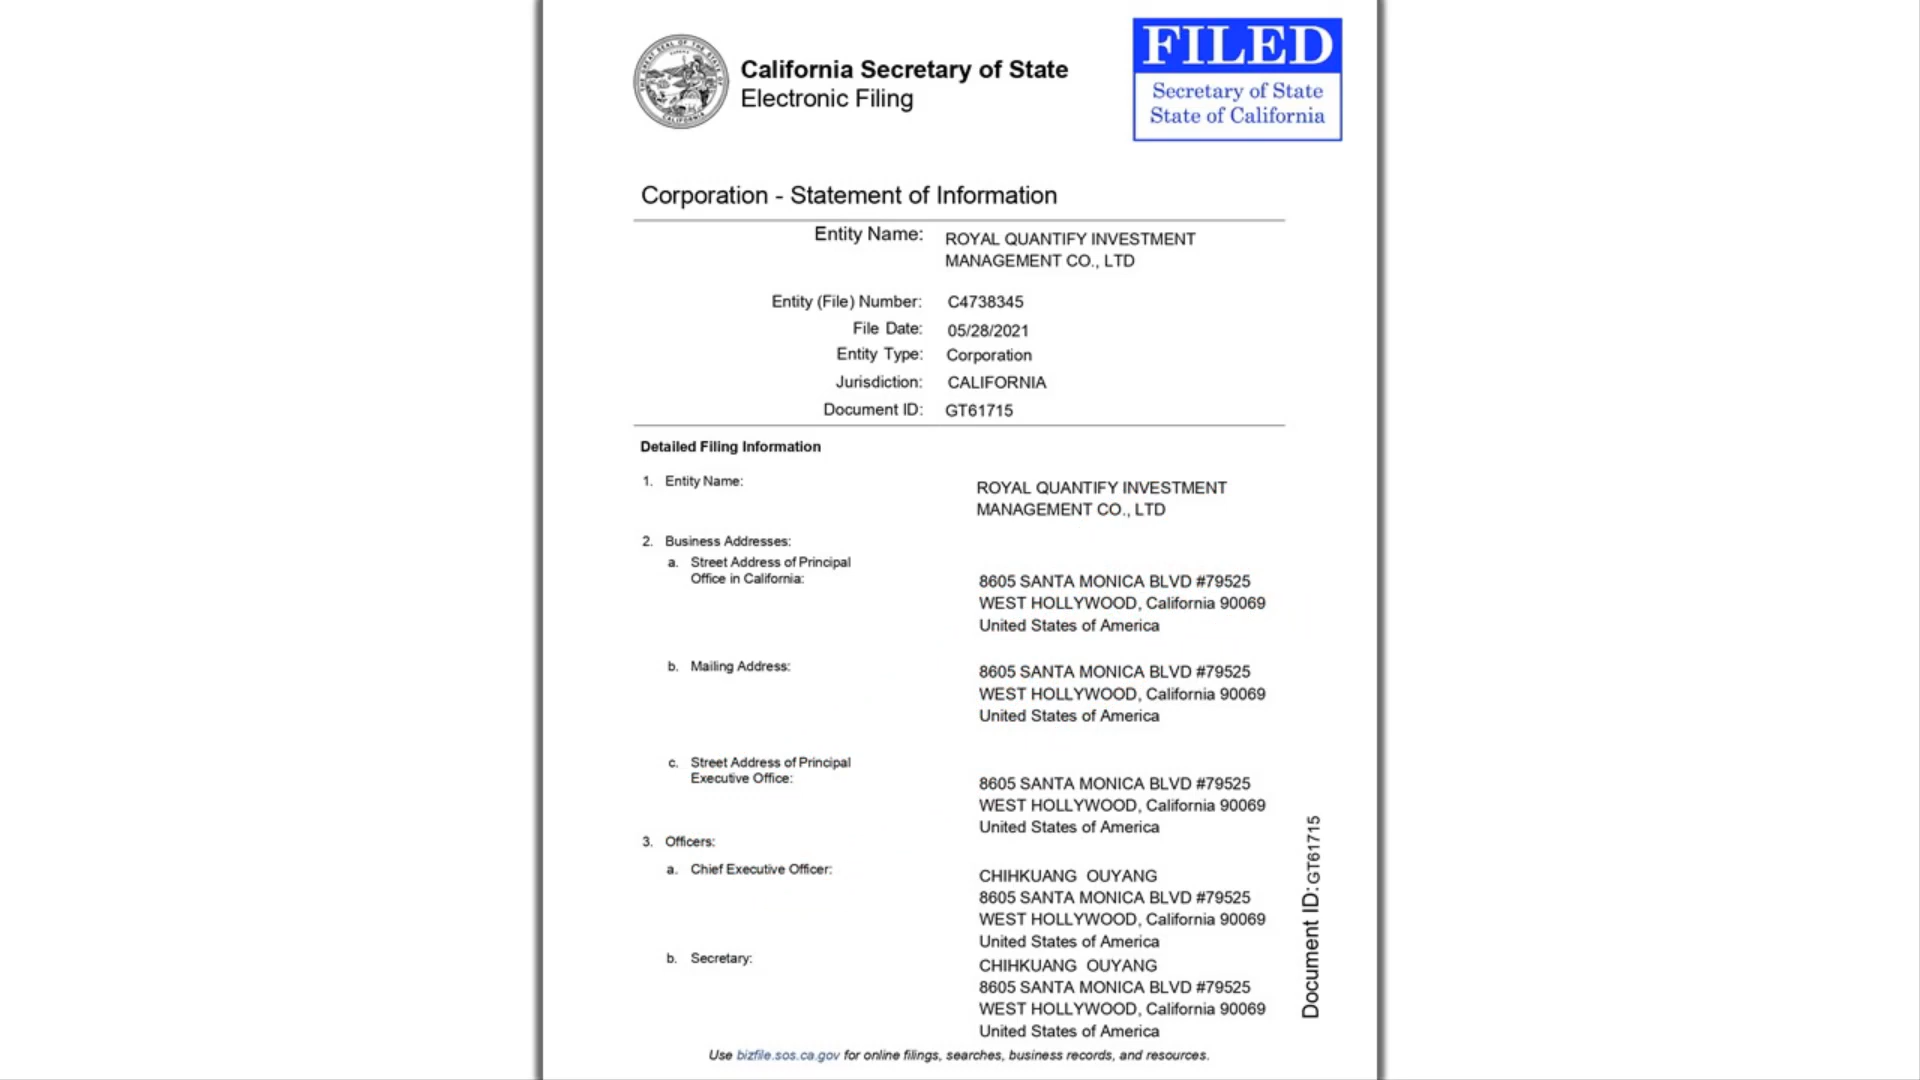 California Secretary of State
Electronic Filing
FILED
Secretary of State
State of California
Corporation - Statement of Information
Entity Name: ROYAL QUANTIFY INVESTMENT
MANAGEMENT CO., LTD
Entity (File) Number: C4738345
File Date: 05/28/2021
Entity Type: Corporation
Jurisdiction: CALIFORNIA
Document ID: GT61715
Detailed Filing Information
1. Entity Name: ROYAL QUANTIFY INVESTMENT
MANAGEMENT CO., LTD
2. Business Addresses:
a. Street Address of Principal
Office in California: 8605 SANTA MONICA BLVD #79525
WEST HOLLYWOOD, California 90069
United States of America
b. Mailing Address: 8605 SANTA MONICA BLVD #79525
WEST HOLLYWOOD, California 90069
United States of America
c. Street Address of Principal
Executive Office: 8605 SANTA MONICA BLVD #79525
WEST HOLLYWOOD, California 90069
United States of America
3. Officers:
a. Chief Executive Officer: CHIHKUANG OUYANG
8605 SANTA MONICA BLVD #79525
WEST HOLLYWOOD, California 90069
United States of America
b. Secretary: CHIHKUANG OUYANG
8605 SANTA MONICA BLVD #79525
WEST HOLLYWOOD, California 90069
United States of America
Document ID: GT61715
Use bizfile.sos.ca.gov for online filings, searches, business records, and resources.